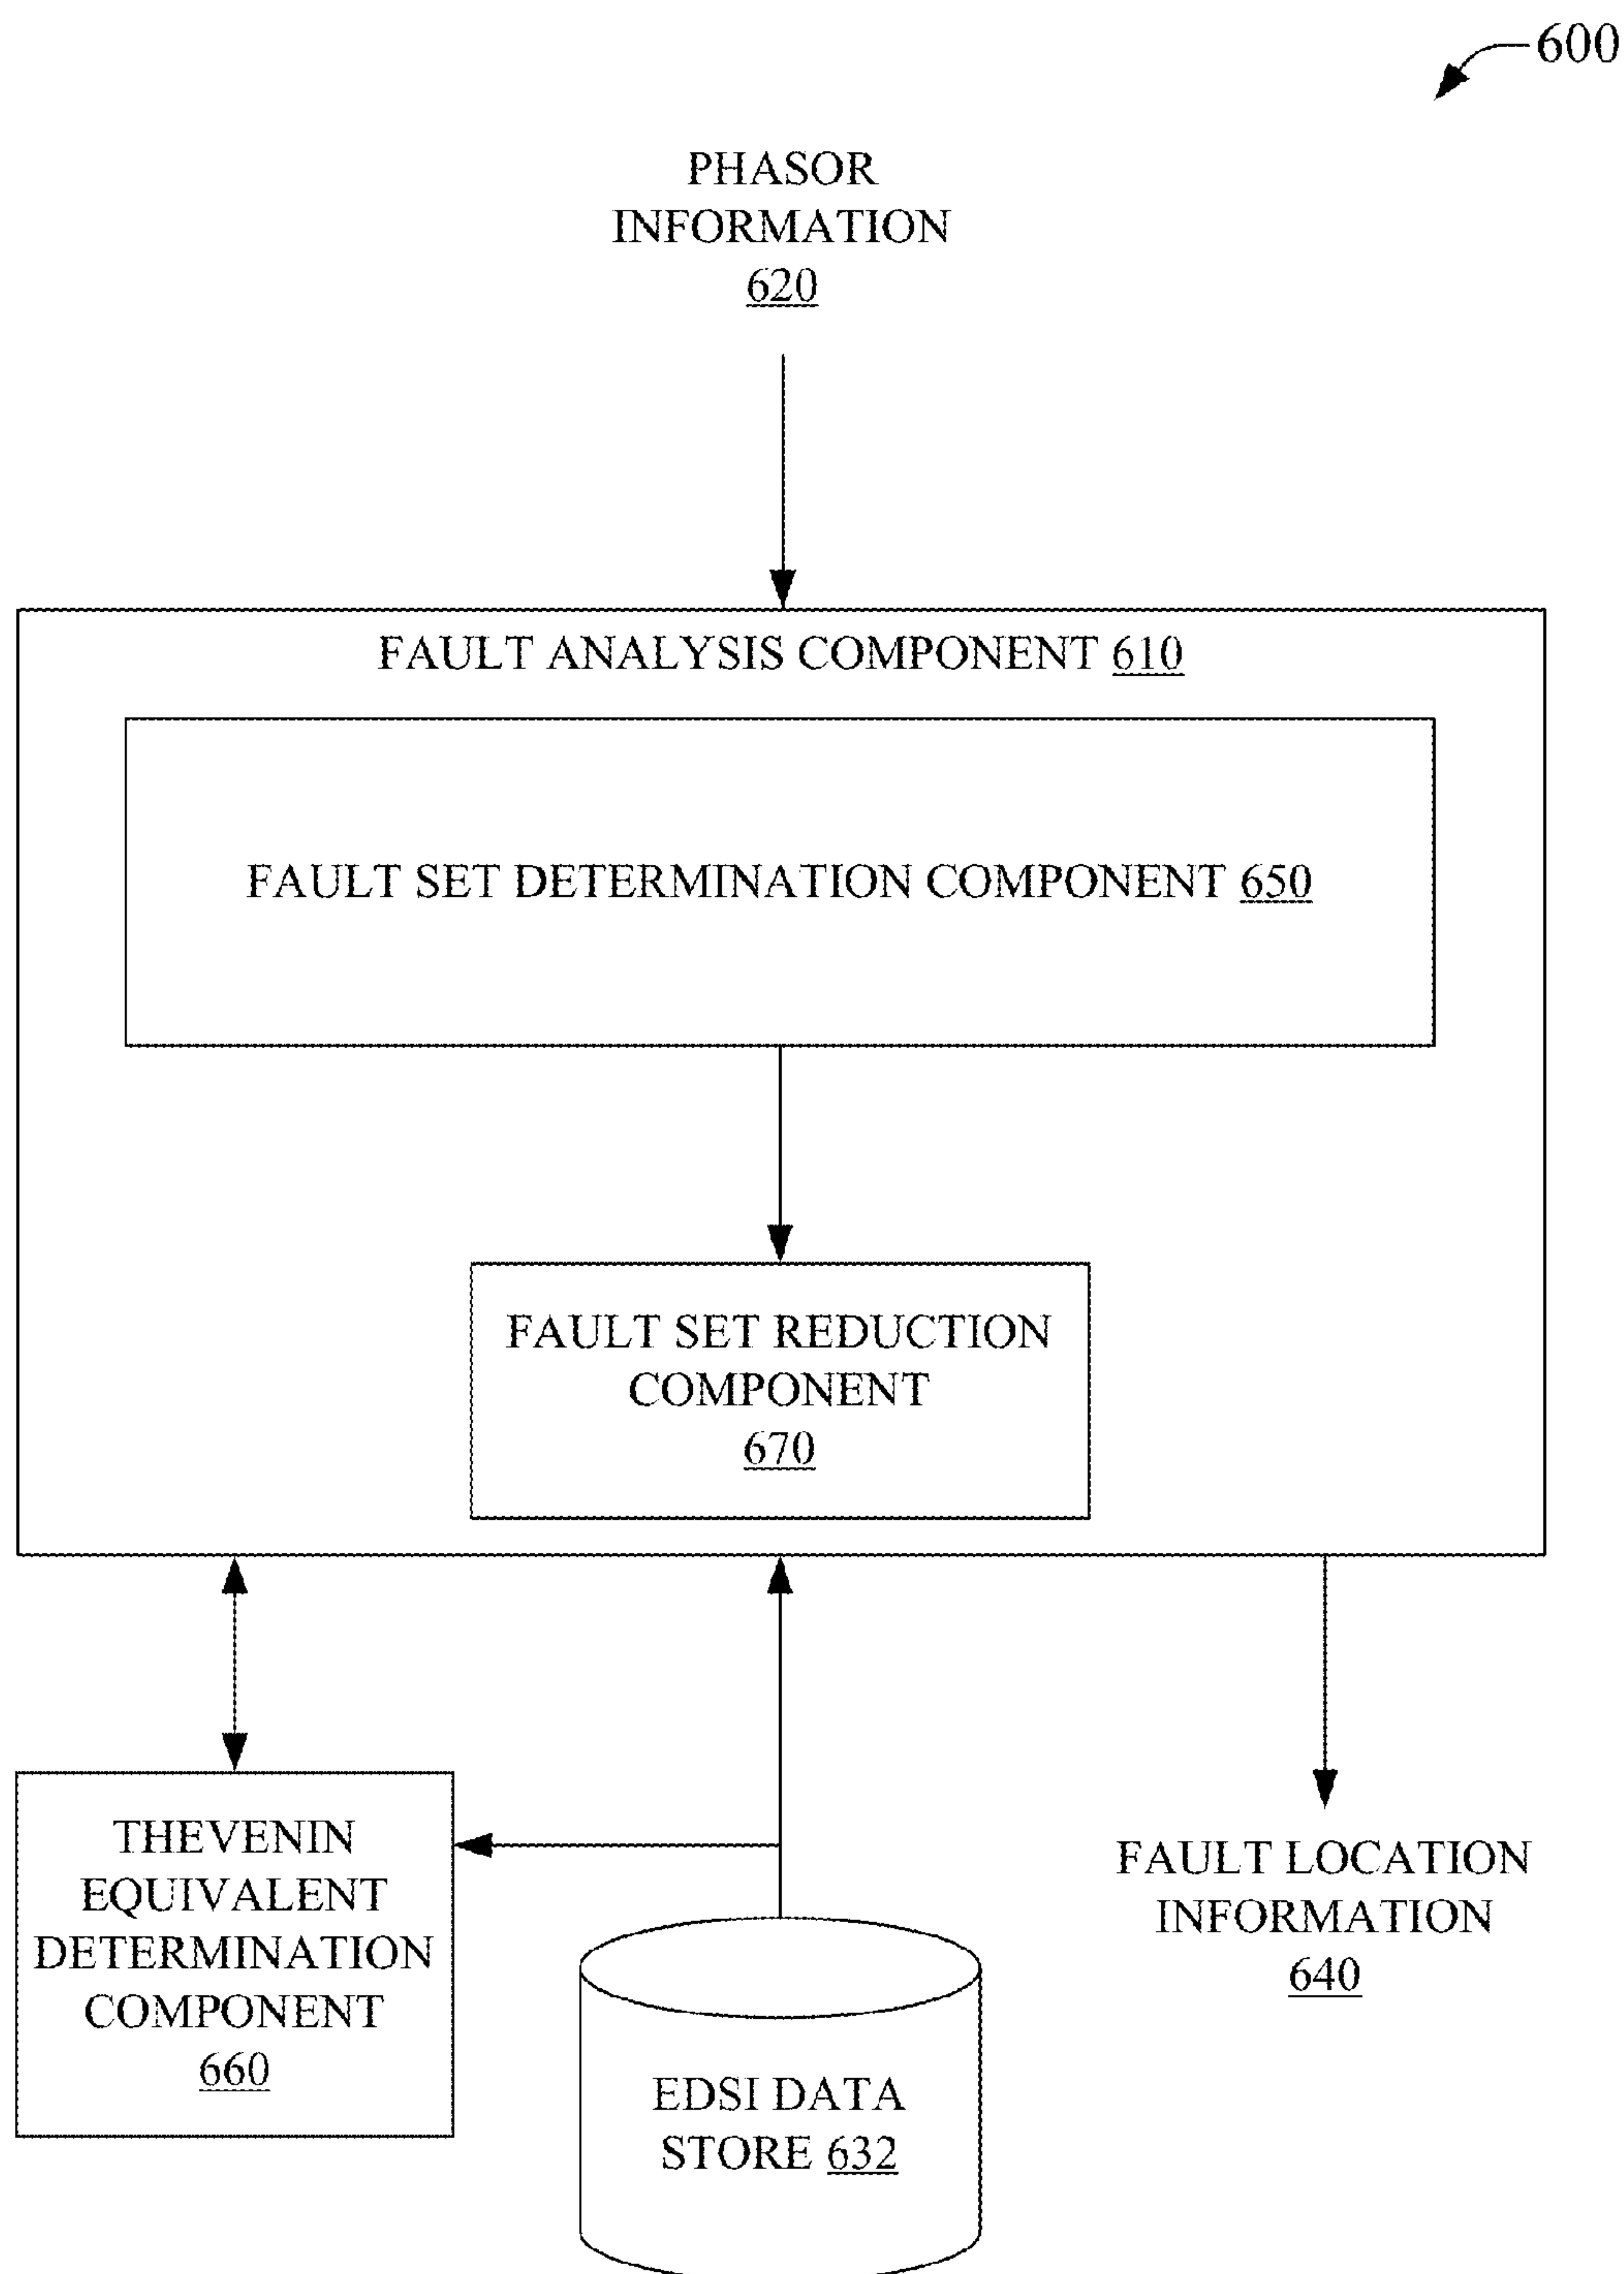 600
PHASOR
INFORMATION
620
FAULT ANALYSIS COMPONENT 610
FAULT SET DETERMINATION COMPONENT 650
FAULT SET REDUCTION
COMPONENT
670
THEVENIN
EQUIVALENT
DETERMINATION
COMPONENT
660
EDSI DATA
STORE 632
FAULT LOCATION
INFORMATION
640